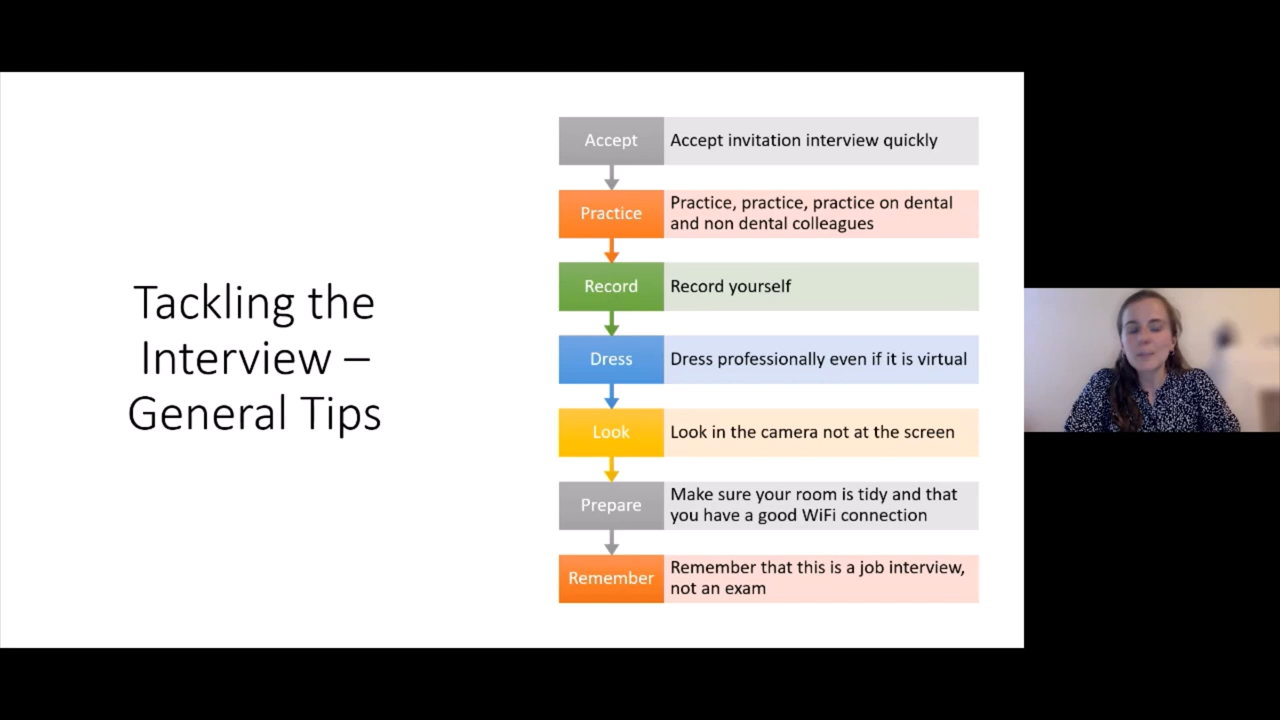 Tackling the
Interview –
General Tips
Accept
Accept invitation interview quickly
Practice
Practice, practice, practice on dental
and non dental colleagues
Record
Record yourself
Dress
Dress professionally even if it is virtual
Look
Look in the camera not at the screen
Prepare
Make sure your room is tidy and that
you have a good WiFi connection
Remember
Remember that this is a job interview,
not an exam